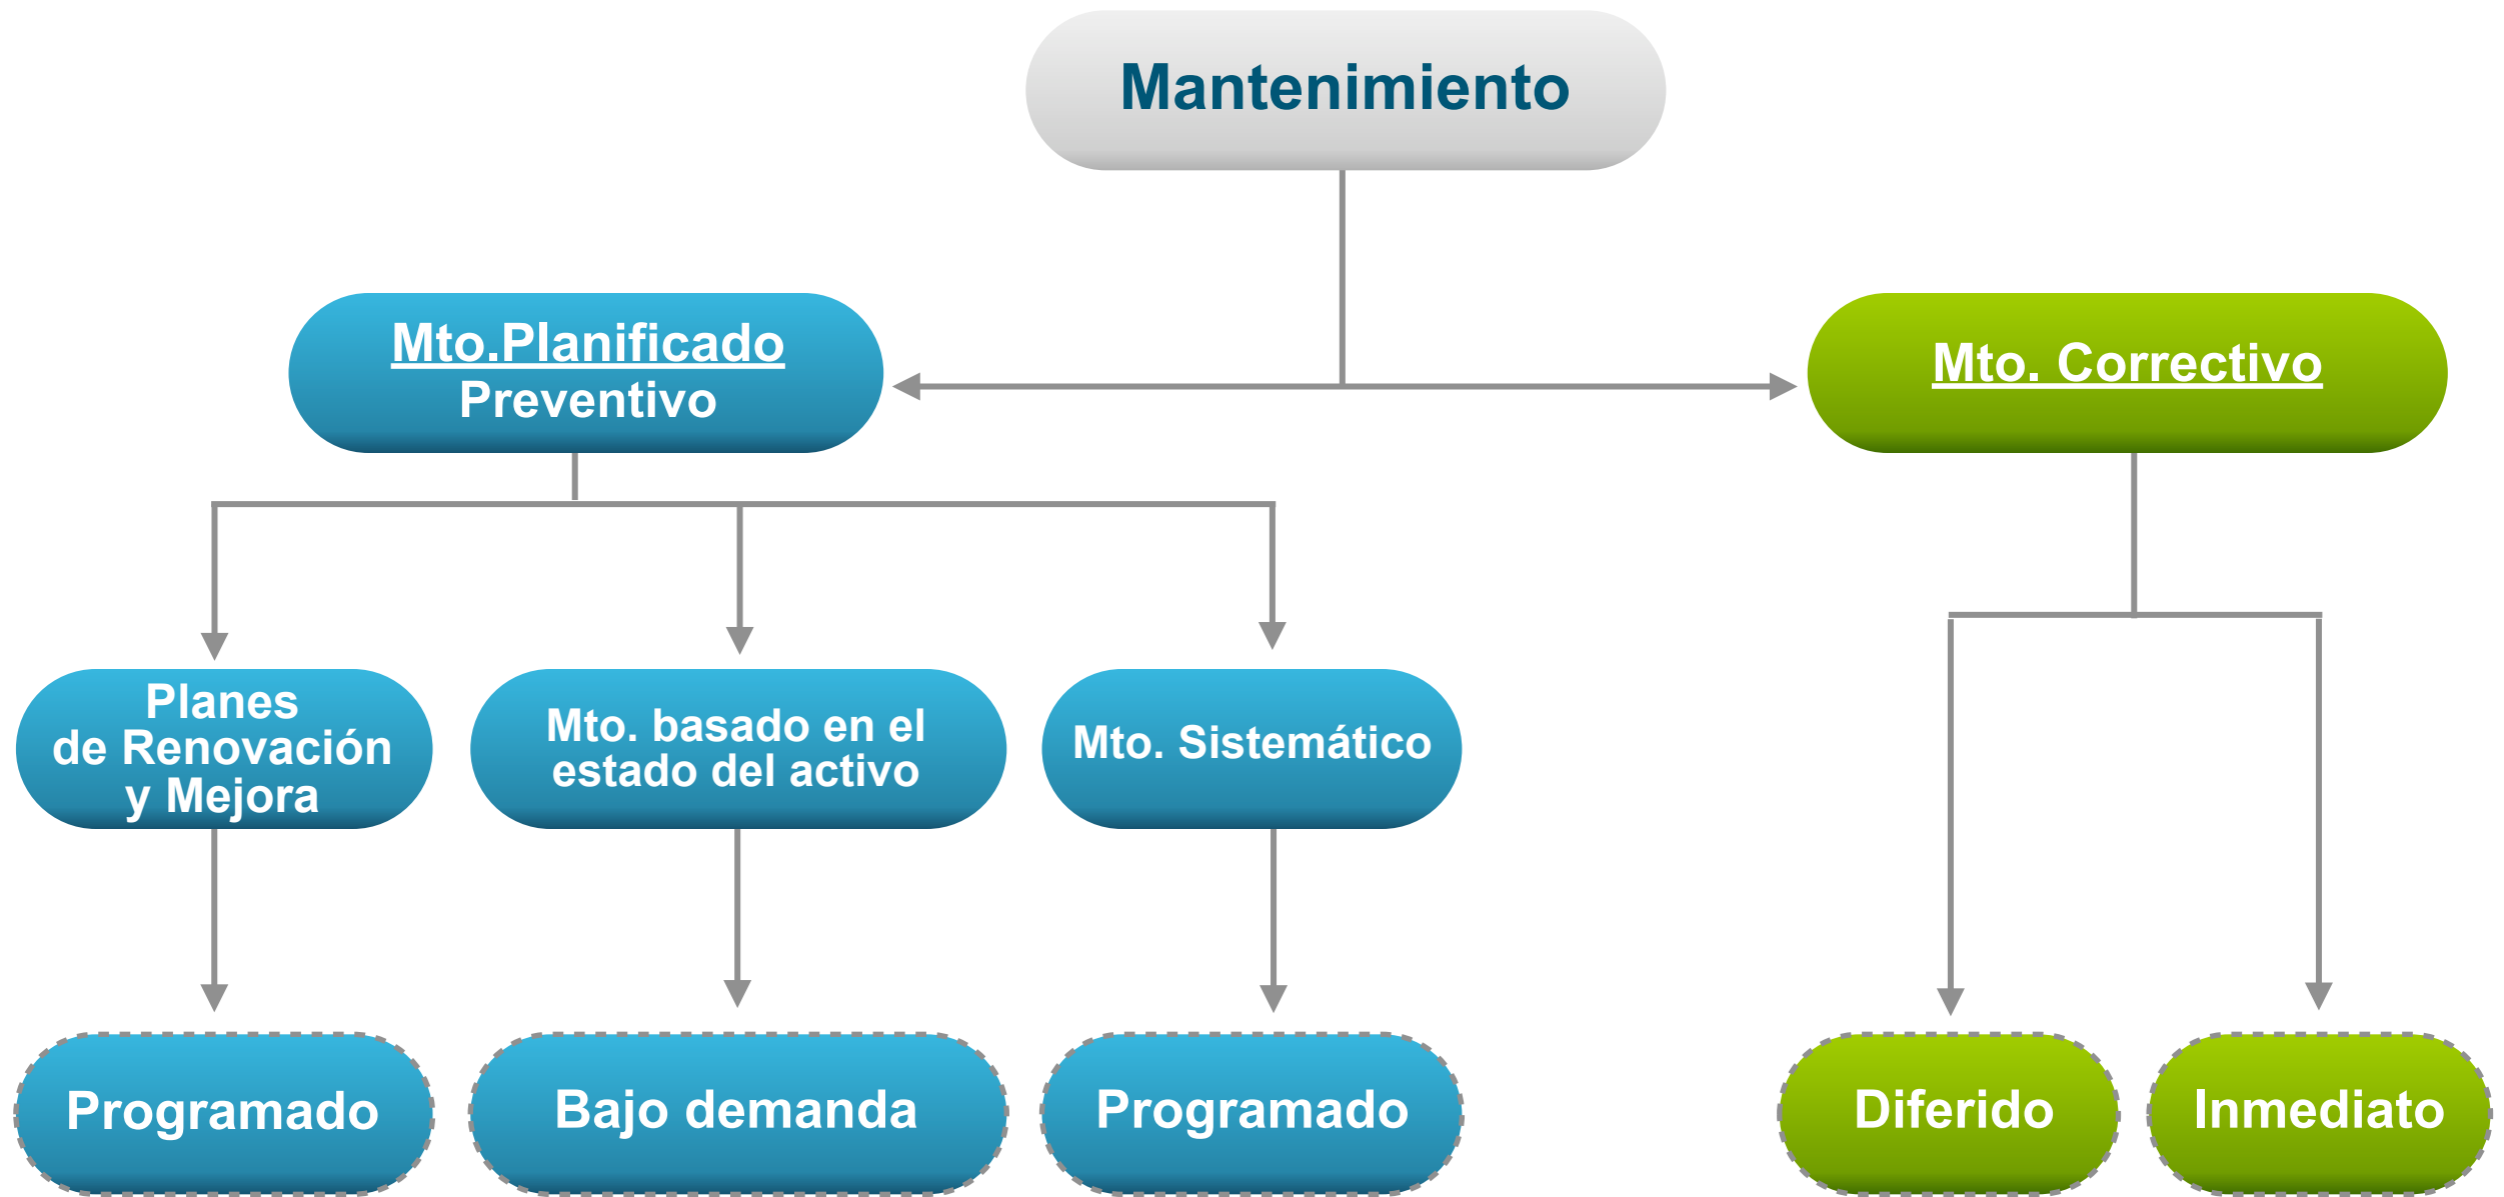 Mantenimiento
Mto.Planificado
Preventivo
Mto. Correctivo
Planes
de Renovación
y Mejora
Mto. basado en el
estado del activo
Mto. Sistemático
Programado
Bajo demanda
Programado
Diferido
Inmediato